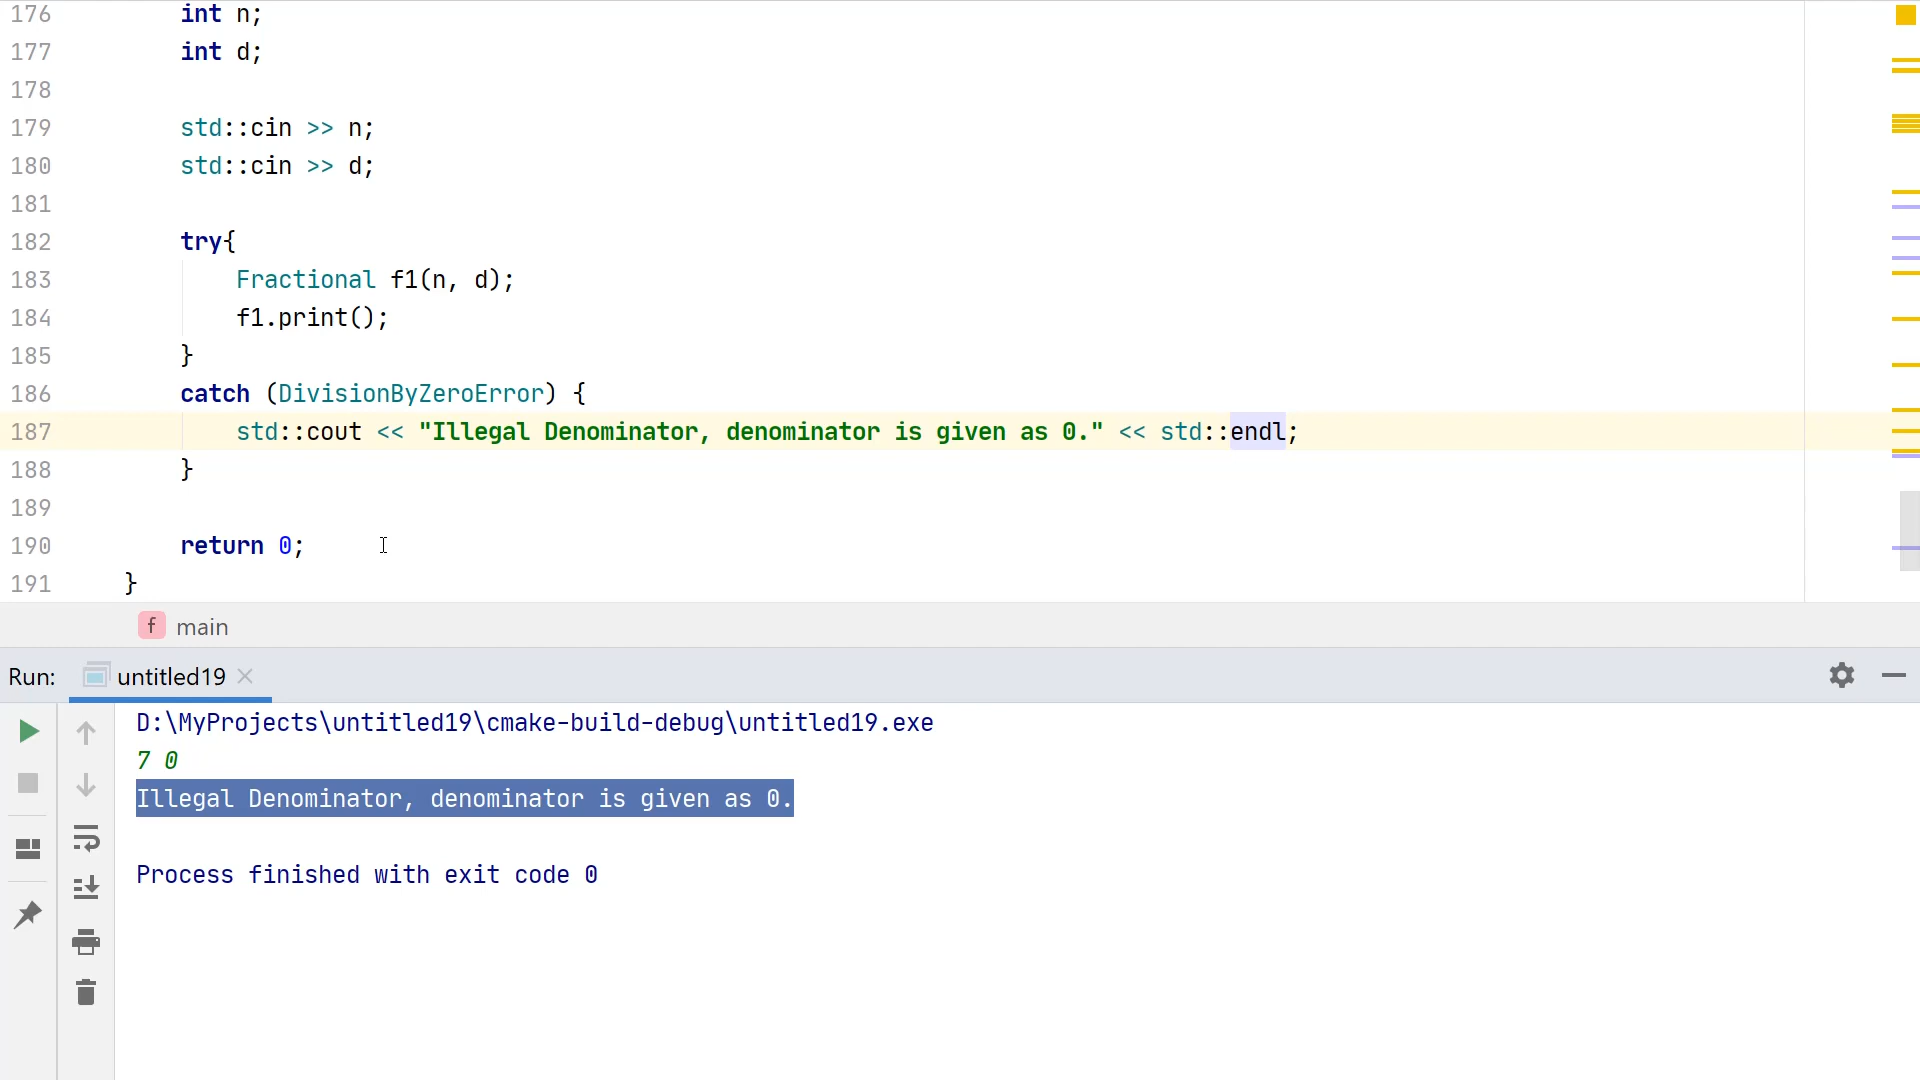 176 int n;
177 int d;
178
179 std::cin >> n;
180 std::cin >> d;
181
182 try{
183 Fractional f1(n, d);
184 f1.print();
185 }
186 catch (DivisionByZeroError) {
187 std::cout << "Illegal Denominator, denominator is given as 0." << std::endl;
188 }
189
190 return 0;
191 }
f main
Run: untitled19
D:\MyProjects\untitled19\cmake-build-debug\untitled19.exe
7 0
Illegal Denominator, denominator is given as 0.
Process finished with exit code 0